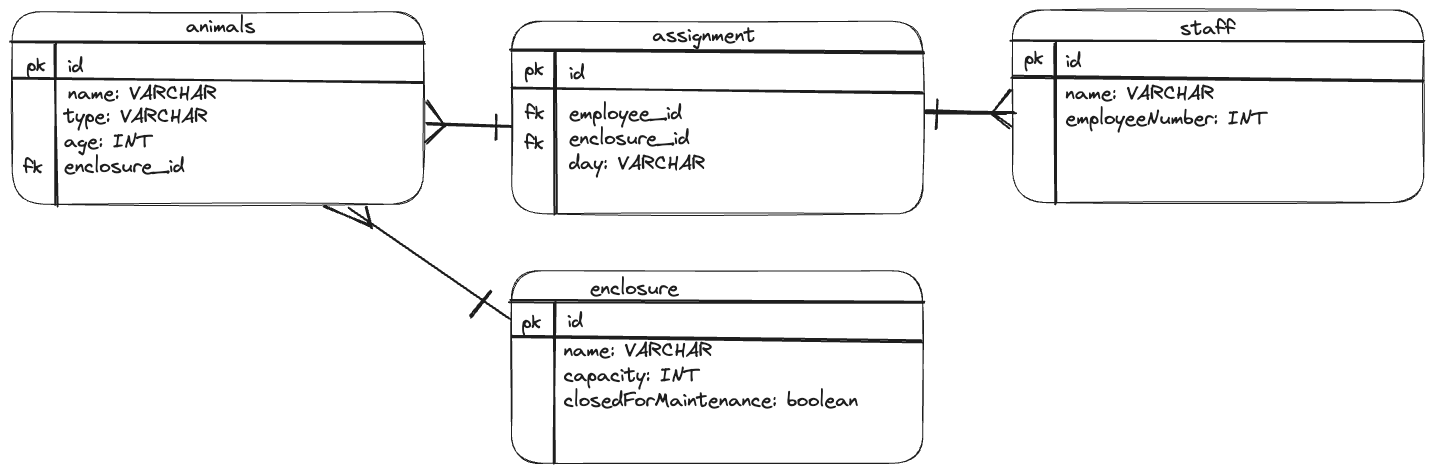 animals
pk id
name: VARCHAR
type: VARCHAR
age: INT
fk enclosure_id
assignment
pk id
fk employee_id
fk enclosure_id
day: VARCHAR
staff
pk id
name: VARCHAR
employeeNumber: INT
enclosure
pk id
name: VARCHAR
capacity: INT
closedForMaintenance: boolean